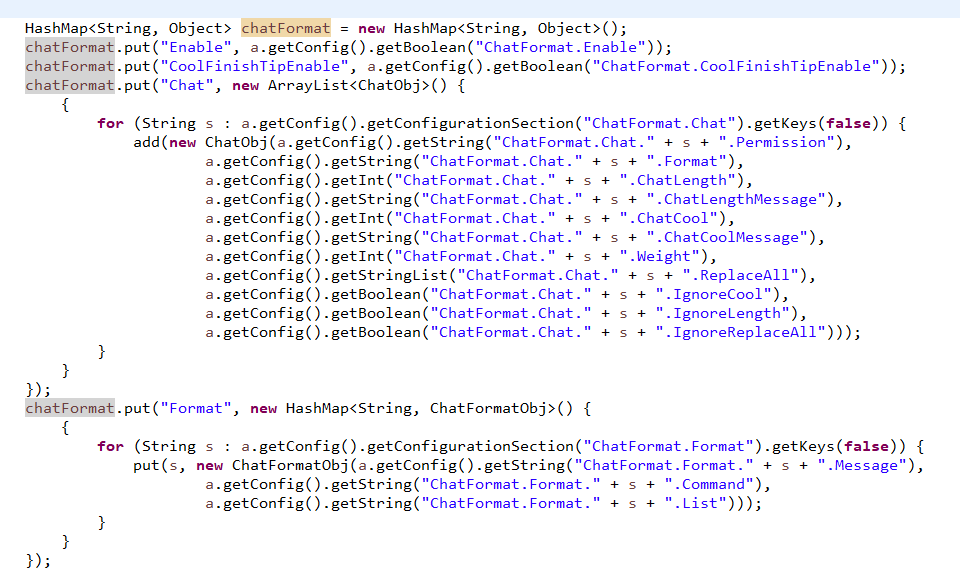 HashMap<String, Object> chatFormat = new HashMap<String, Object>();
chatFormat.put("Enable", a.getConfig().getBoolean("ChatFormat.Enable"));
chatFormat.put("CoolFinishTipEnable", a.getConfig().getBoolean("ChatFormat.CoolFinishTipEnable"));
chatFormat.put("Chat", new ArrayList<ChatObj>() {
    {
        for (String s : a.getConfig().getConfigurationSection("ChatFormat.Chat").getKeys(false)) {
            add(new ChatObj(a.getConfig().getString("ChatFormat.Chat." + s + ".Permission"),
                    a.getConfig().getString("ChatFormat.Chat." + s + ".Format"),
                    a.getConfig().getInt("ChatFormat.Chat." + s + ".ChatLength"),
                    a.getConfig().getString("ChatFormat.Chat." + s + ".ChatLengthMessage"),
                    a.getConfig().getInt("ChatFormat.Chat." + s + ".ChatCool"),
                    a.getConfig().getString("ChatFormat.Chat." + s + ".ChatCoolMessage"),
                    a.getConfig().getInt("ChatFormat.Chat." + s + ".Weight"),
                    a.getConfig().getStringList("ChatFormat.Chat." + s + ".ReplaceAll"),
                    a.getConfig().getBoolean("ChatFormat.Chat." + s + ".IgnoreCool"),
                    a.getConfig().getBoolean("ChatFormat.Chat." + s + ".IgnoreLength"),
                    a.getConfig().getBoolean("ChatFormat.Chat." + s + ".IgnoreReplaceAll")));
        }
    }
});
chatFormat.put("Format", new HashMap<String, ChatFormatObj>() {
    {
        for (String s : a.getConfig().getConfigurationSection("ChatFormat.Format").getKeys(false)) {
            put(s, new ChatFormatObj(a.getConfig().getString("ChatFormat.Format." + s + ".Message"),
                    a.getConfig().getString("ChatFormat.Format." + s + ".Command"),
                    a.getConfig().getString("ChatFormat.Format." + s + ".List")));
        }
    }
});